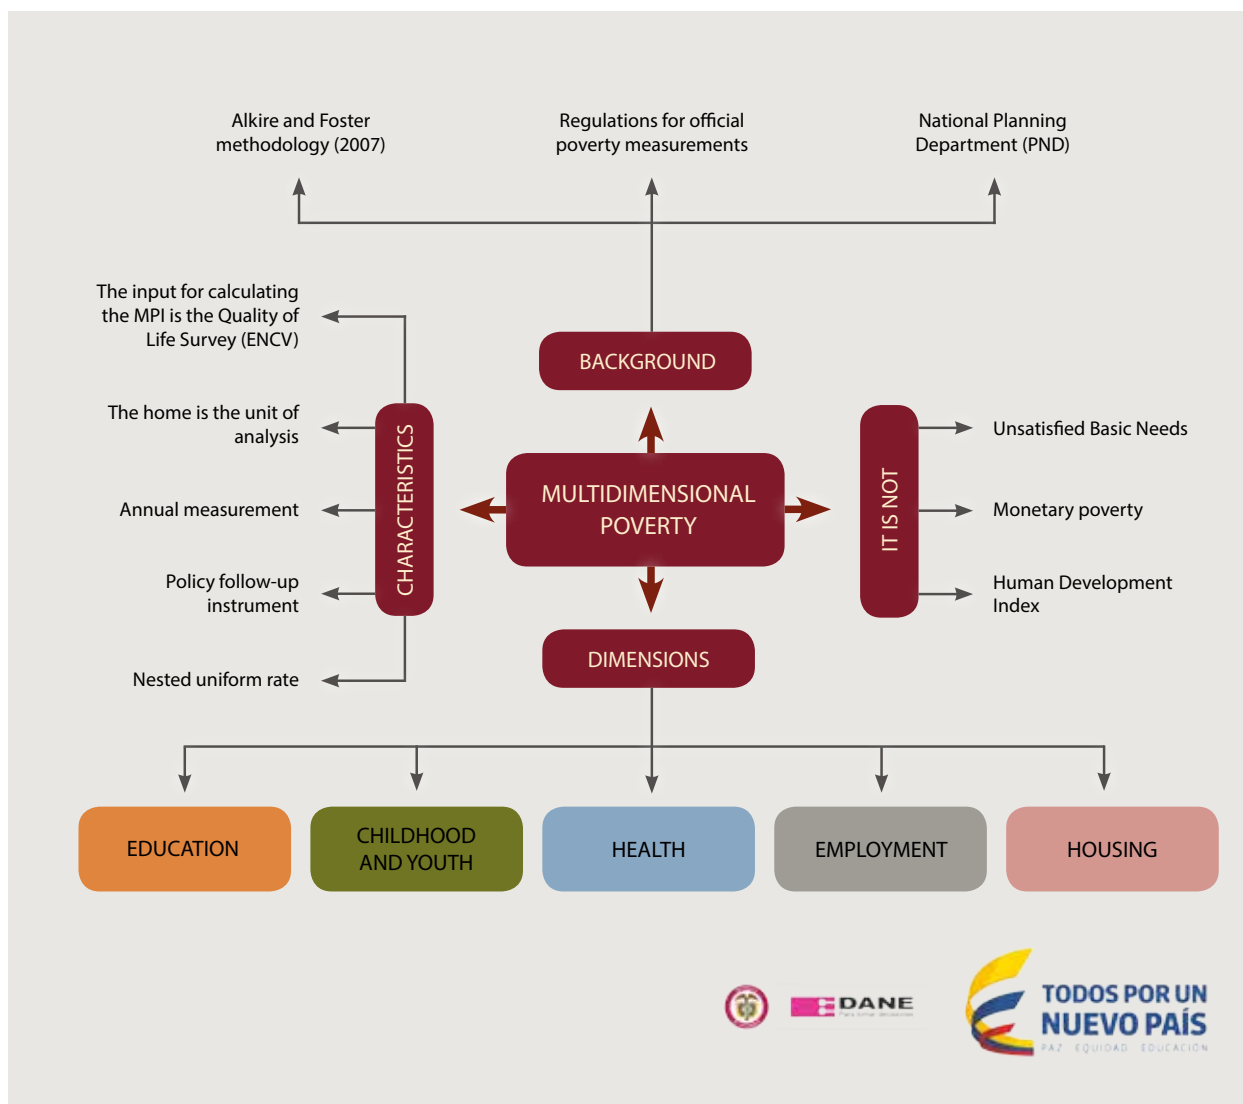 Alkire and Foster
methodology (2007)
Regulations for official
poverty measurements
National Planning
Department (PND)
The input for calculating
the MPI is the Quality of
Life Survey (ENCV)
The home is the unit of
analysis
Annual measurement
Policy follow-up
instrument
Nested uniform rate
CHARACTERISTICS
BACKGROUND
MULTIDIMENSIONAL
POVERTY
DIMENSIONS
IT IS NOT
Unsatisfied Basic Needs
Monetary poverty
Human Development
Index
EDUCATION
CHILDHOOD
AND YOUTH
HEALTH
EMPLOYMENT
HOUSING
DANE
Para tomar decisiones
TODOS POR UN
NUEVO PAÍS
PAZ EQUIDAD EDUCACIÓN